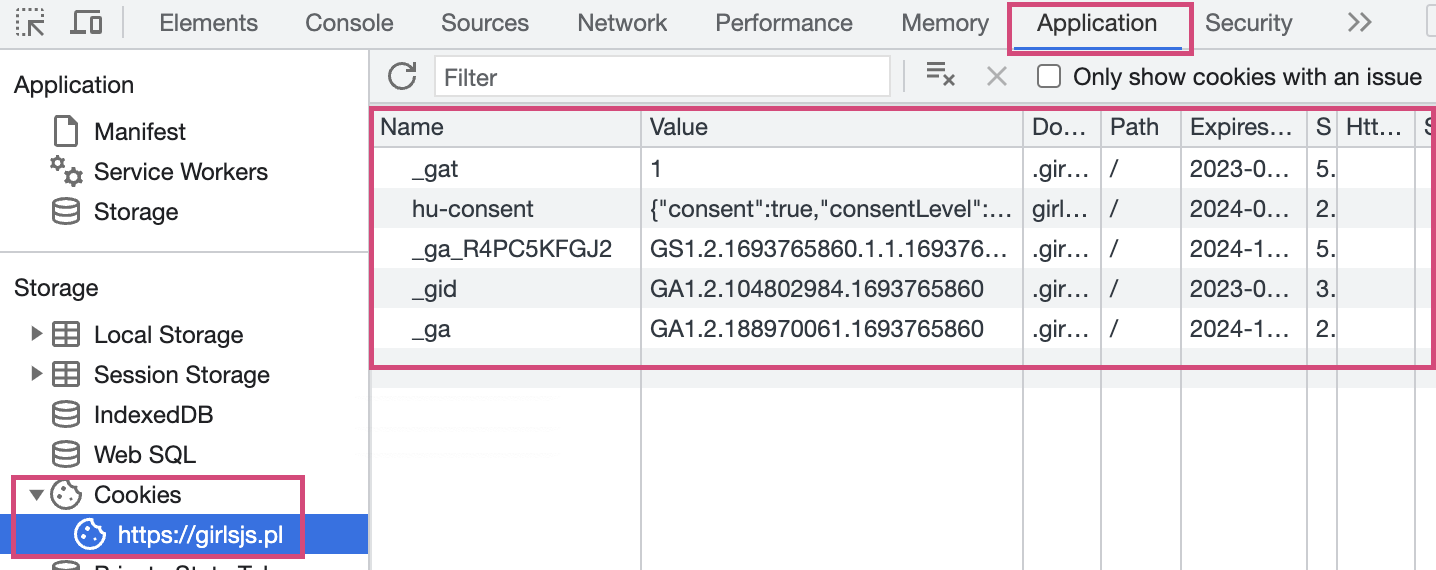 Elements Console Sources Network Performance Memory Application Security
Application
Manifest
Service Workers
Storage
Storage
Local Storage
Session Storage
IndexedDB
Web SQL
Cookies
https://girlsjs.pl
Filter Only show cookies with an issue
Name Value Do... Path Expires... S Htt... S
_gat 1 .gir... / 2023-0... 5.
hu-consent {"consent":true,"consentLevel":... girl... / 2024-0... 2.
_ga_R4PC5KFGJ2 GS1.2.1693765860.1.1.169376... .gir... / 2024-1... 5.
_gid GA1.2.104802984.1693765860 .gir... / 2023-0... 3.
_ga GA1.2.188970061.1693765860 .gir... / 2024-1... 2.